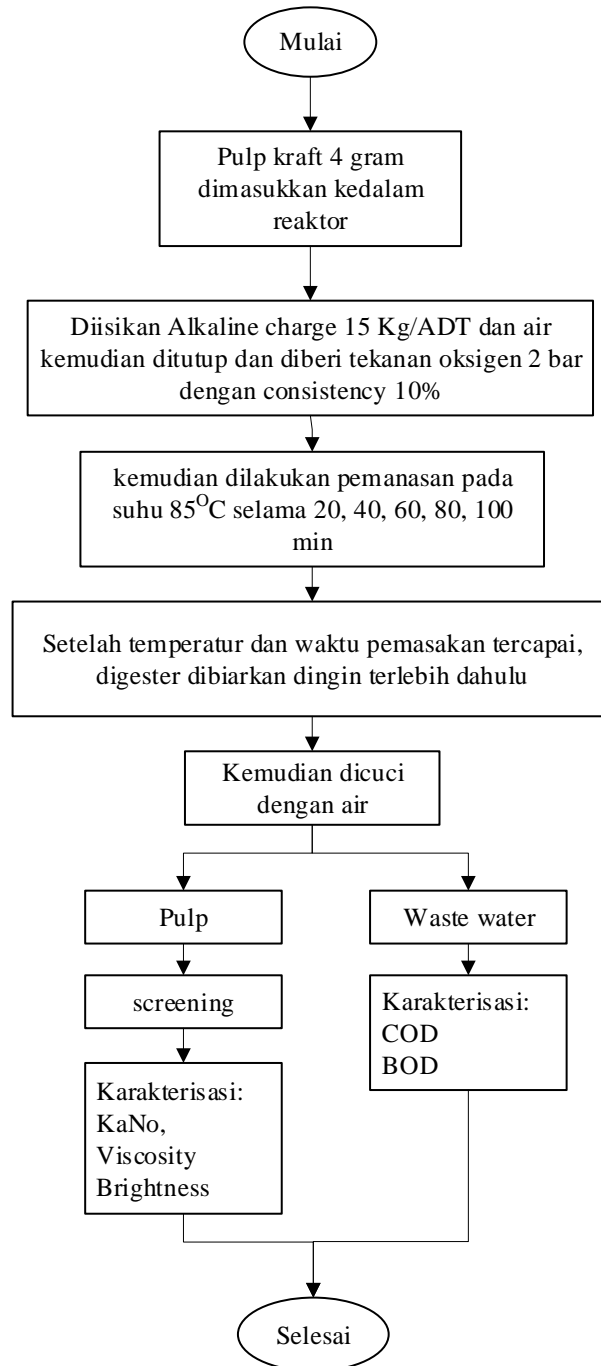 Mulai
Pulp kraft 4 gram
dimasukkan kedalam
reaktor
Diisikan Alkaline charge 15 Kg/ADT dan air
kemudian ditutup dan diberi tekanan oksigen 2 bar
dengan consistency 10%
kemudian dilakukan pemanasan pada
suhu 85^OC selama 20, 40, 60, 80, 100
min
Setelah temperatur dan waktu pemasakan tercapai,
digester dibiarkan dingin terlebih dahulu
Kemudian dicuci
dengan air
Pulp
Waste water
screening
Karakterisasi:
COD
BOD
Karakterisasi:
KaNo,
Viscosity
Brightness
Selesai